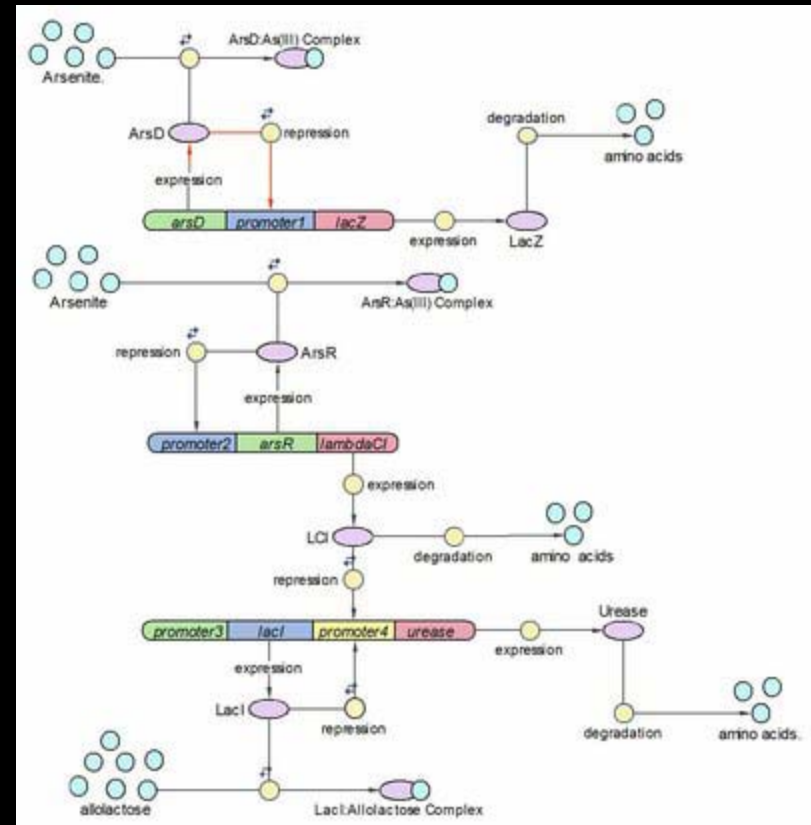 ArsD:As(III) Complex
Arsenite.
ArsD
repression
degradation
amino acids
expression
arsD promoter1 lacZ
expression
LacZ
Arsenite
ArsR:As(III) Complex
repression
ArsR
expression
promoter2 arsR lambdaCI
expression
LCI
degradation
amino acids
repression
Urease
promoter3 lacI promoter4 urease
expression
expression
LacI
repression
degradation
amino acids.
allolactose
LacI:Allolactose Complex